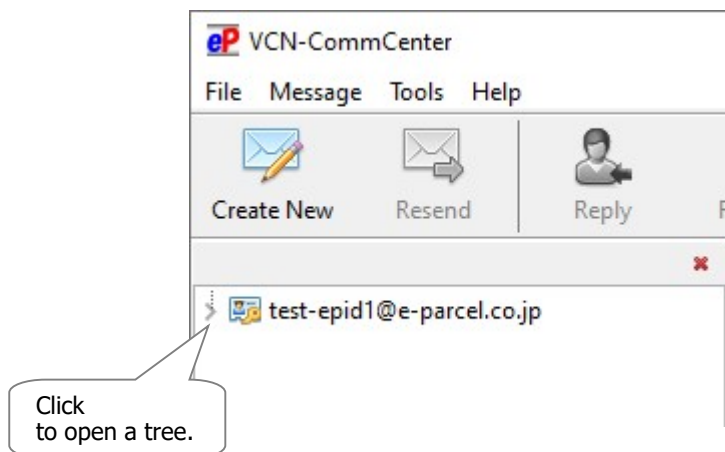 eP VCN-CommCenter
File Message Tools Help
Create New Resend Reply
test-epid1@e-parcel.co.jp
Click
to open a tree.